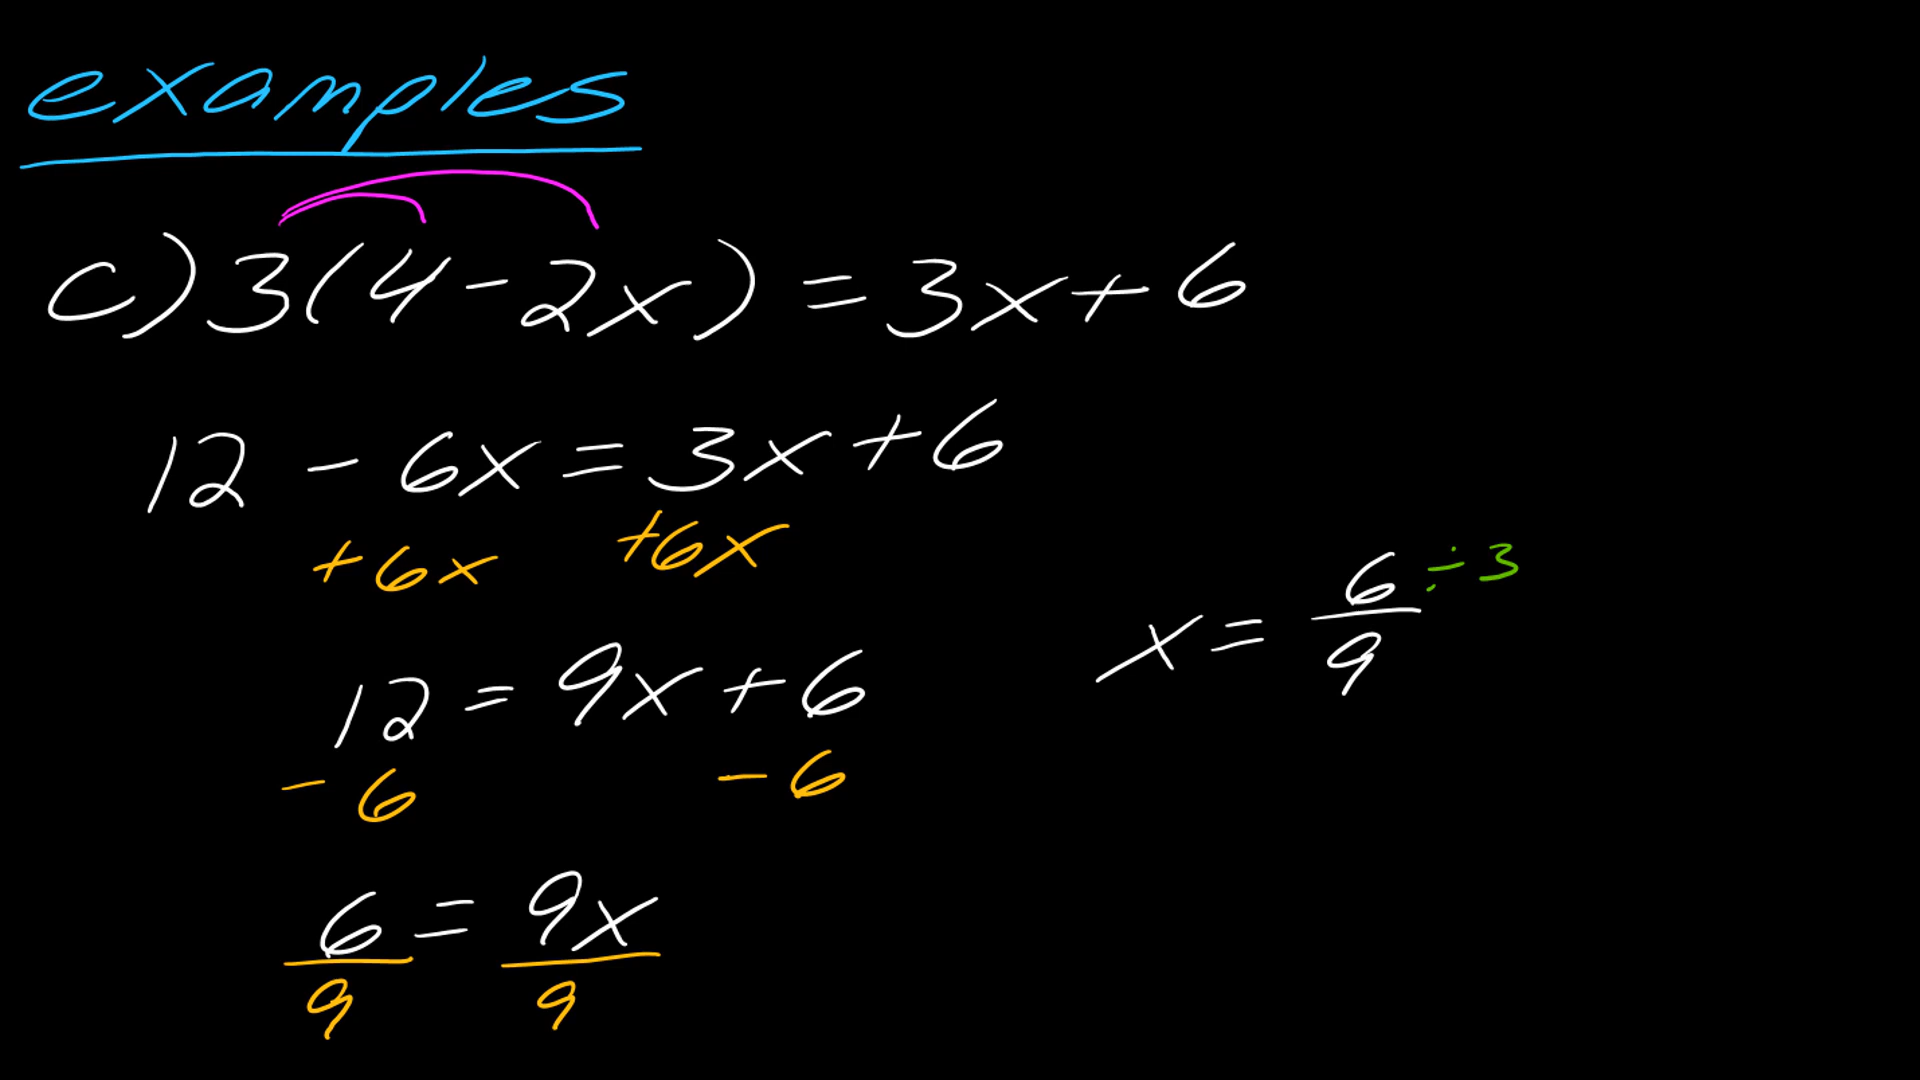 examples
c) 3(4-2x) = 3x+6
12 - 6x = 3x+6
+6x +6x
12 = 9x+6
-6 -6
6 = 9x
9 9
x = 6/9 ÷3